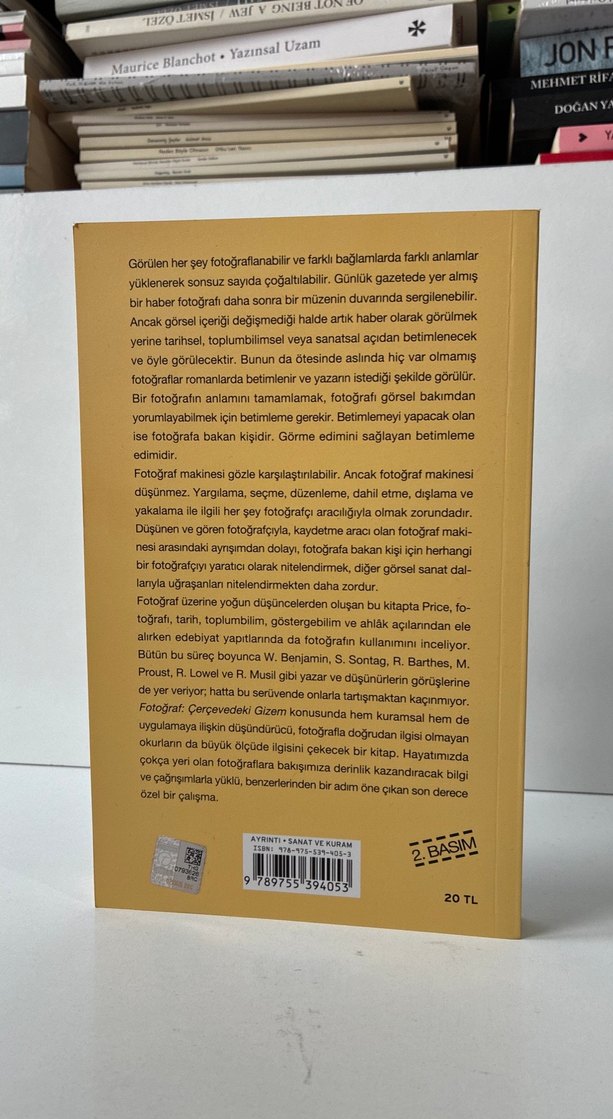 OF NOT BEING A JEW / İSMET ÖZEL
Maurice Blanchot • Yazınsal Uzam
JON
MEHMET RİFA
DOĞAN YA
YA
Görülen her şey fotoğraflanabilir ve farklı bağlamlarda farklı anlamlar
yüklenerek sonsuz sayıda çoğaltılabilir. Günlük gazetede yer almış
bir haber fotoğrafı daha sonra bir müzenin duvarında sergilenebilir.
Ancak görsel içeriği değişmediği halde artık haber olarak görülmek
yerine tarihsel, toplumbilimsel veya sanatsal açıdan betimlenecek
ve öyle görülecektir. Bunun da ötesinde aslında hiç var olmamış
fotoğraflar romanlarda betimlenir ve yazarın istediği şekilde görülür.
Bir fotoğrafın anlamını tamamlamak, fotoğrafı görsel bakımdan
yorumlayabilmek için betimleme gerekir. Betimlemeyi yapacak olan
ise fotoğrafa bakan kişidir. Görme edimini sağlayan betimleme
edimidir.
Fotoğraf makinesi gözle karşılaştırılabilir. Ancak fotoğraf makinesi
düşünmez. Yargılama, seçme, düzenleme, dahil etme, dışlama ve
yakalama ile ilgili her şey fotoğrafçı aracılığıyla olmak zorundadır.
Düşünen ve gören fotoğrafçıyla, kaydetme aracı olan fotoğraf maki-
nesi arasındaki ayrışımdan dolayı, fotoğrafa bakan kişi için herhangi
bir fotoğrafçıyı yaratıcı olarak nitelendirmek, diğer görsel sanat dal-
larıyla uğraşanları nitelendirmekten daha zordur.
Fotoğraf üzerine yoğun düşüncelerden oluşan bu kitapta Price, fo-
toğrafı, tarih, toplumbilim, göstergebilim ve ahlâk açılarından ele
alırken edebiyat yapıtlarında da fotoğrafın kullanımını inceliyor.
Bütün bu süreç boyunca W. Benjamin, S. Sontag, R. Barthes, M.
Proust, R. Lowel ve R. Musil gibi yazar ve düşünürlerin görüşlerine
de yer veriyor; hatta bu serüvende onlarla tartışmaktan kaçınmıyor.
Fotoğraf: Çerçevedeki Gizem konusunda hem kuramsal hem de
uygulamaya ilişkin düşündürücü, fotoğrafla doğrudan ilgisi olmayan
okurların da büyük ölçüde ilgisini çekecek bir kitap. Hayatımızda
çokça yeri olan fotoğraflara bakışımıza derinlik kazandıracak bilgi
ve çağrışımlarla yüklü, benzerlerinden bir adım öne çıkan son derece
özel bir çalışma.
AYRINTI • SANAT VE KURAM
ISBN: 978-975-539-405-3
9 789755 394053
2. BASIM
20 TL